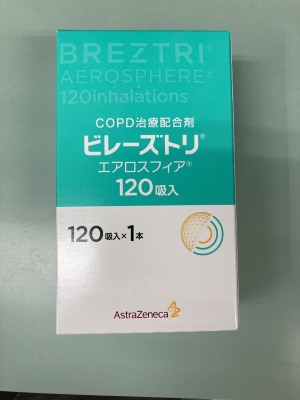 BREZTRI®
AEROSPHERE®
120inhalations
COPD治療配合剤
ビレーズトリ®
エアロスフィア®
120吸入
120吸入×1本
AstraZeneca